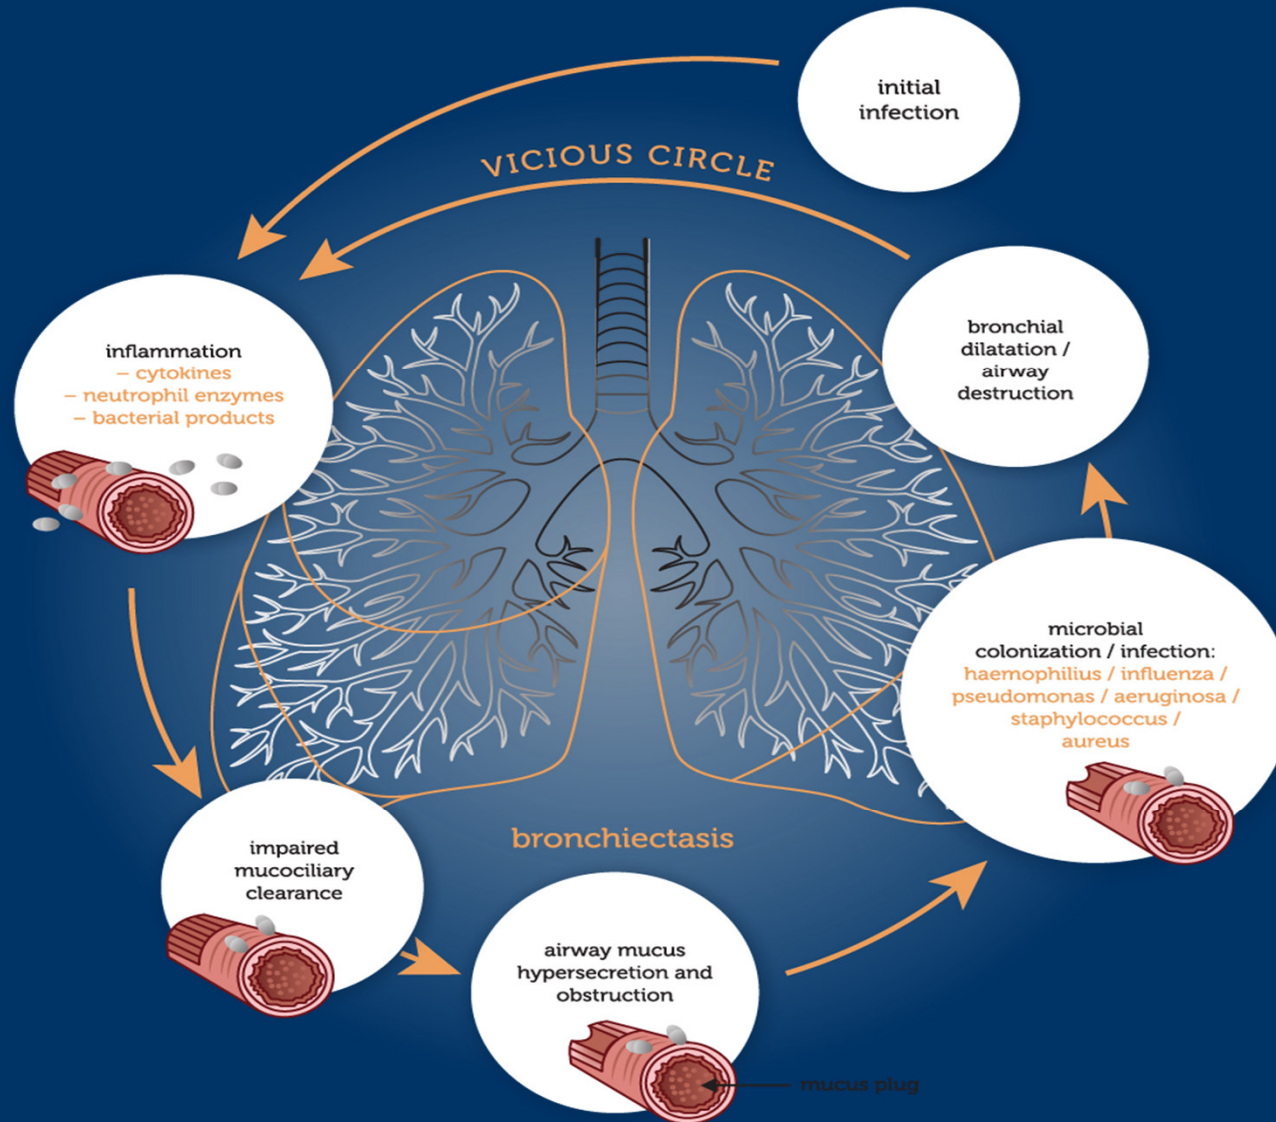 initial
infection
VICIOUS CIRCLE
bronchial
dilatation /
airway
destruction
inflammation
– cytokines
– neutrophil enzymes
– bacterial products
microbial
colonization / infection:
haemophilius / influenza /
pseudomonas / aeruginosa /
staphylococcus /
aureus
bronchiectasis
impaired
mucociliary
clearance
airway mucus
hypersecretion and
obstruction
mucus plug